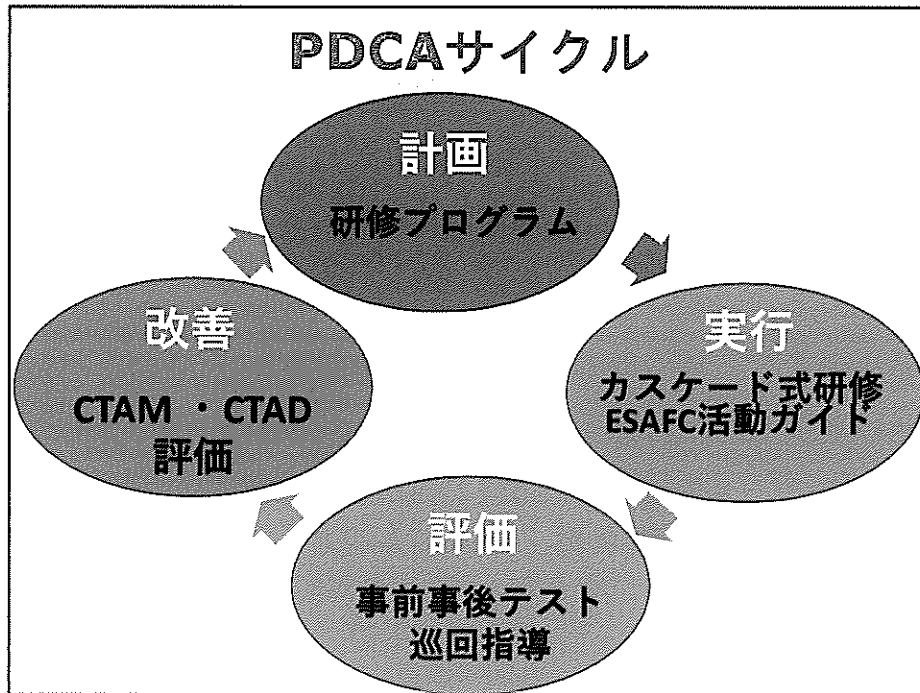 PDCAサイクル
計画
研修プログラム
実行
カスケード式研修
ESAFC活動ガイド
評価
事前事後テスト
巡回指導
改善
CTAM ・CTAD
評価